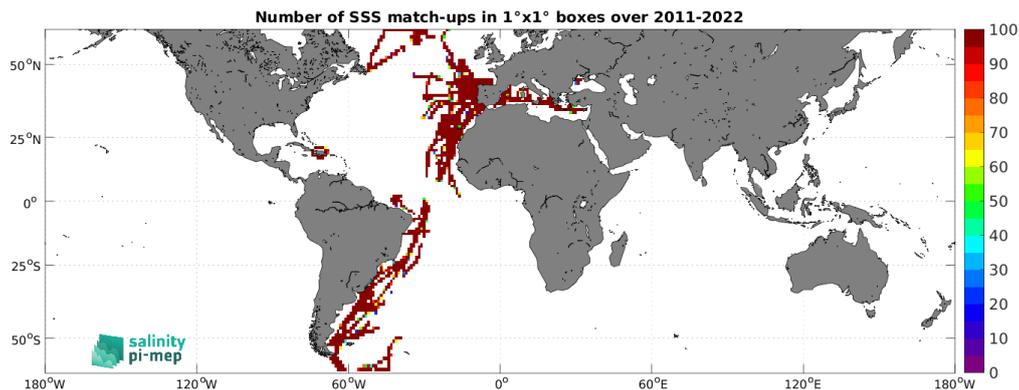 Number of SSS match-ups in 1°x1° boxes over 2011-2022
50°N
25°N
0°
25°S
50°S
180°W
120°W
60°W
0°
60°E
120°E
180°W
100
90
80
70
60
50
40
30
20
10
0
salinity
pi-mep